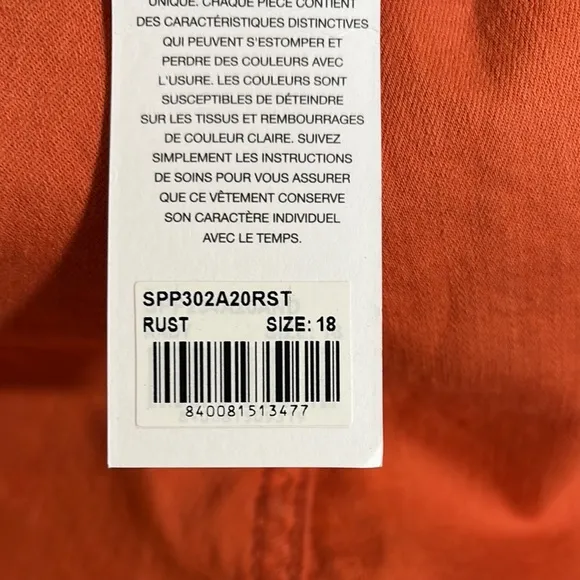 UNIQUE. CHAQUE PIÈCE CONTIENT
DES CARACTÉRISTIQUES DISTINCTIVES
QUI PEUVENT S'ESTOMPER ET
PERDRE DES COULEURS AVEC
L'USURE. LES COULEURS SONT
SUSCEPTIBLES DE DÉTEINDRE
SUR LES TISSUS ET REMBOURRAGES
DE COULEUR CLAIRE. SUIVEZ
SIMPLEMENT LES INSTRUCTIONS
DE SOINS POUR VOUS ASSURER
QUE CE VÊTEMENT CONSERVE
SON CARACTÈRE INDIVIDUEL
AVEC LE TEMPS.
SPP302A20RST
RUST SIZE: 18
840081513477